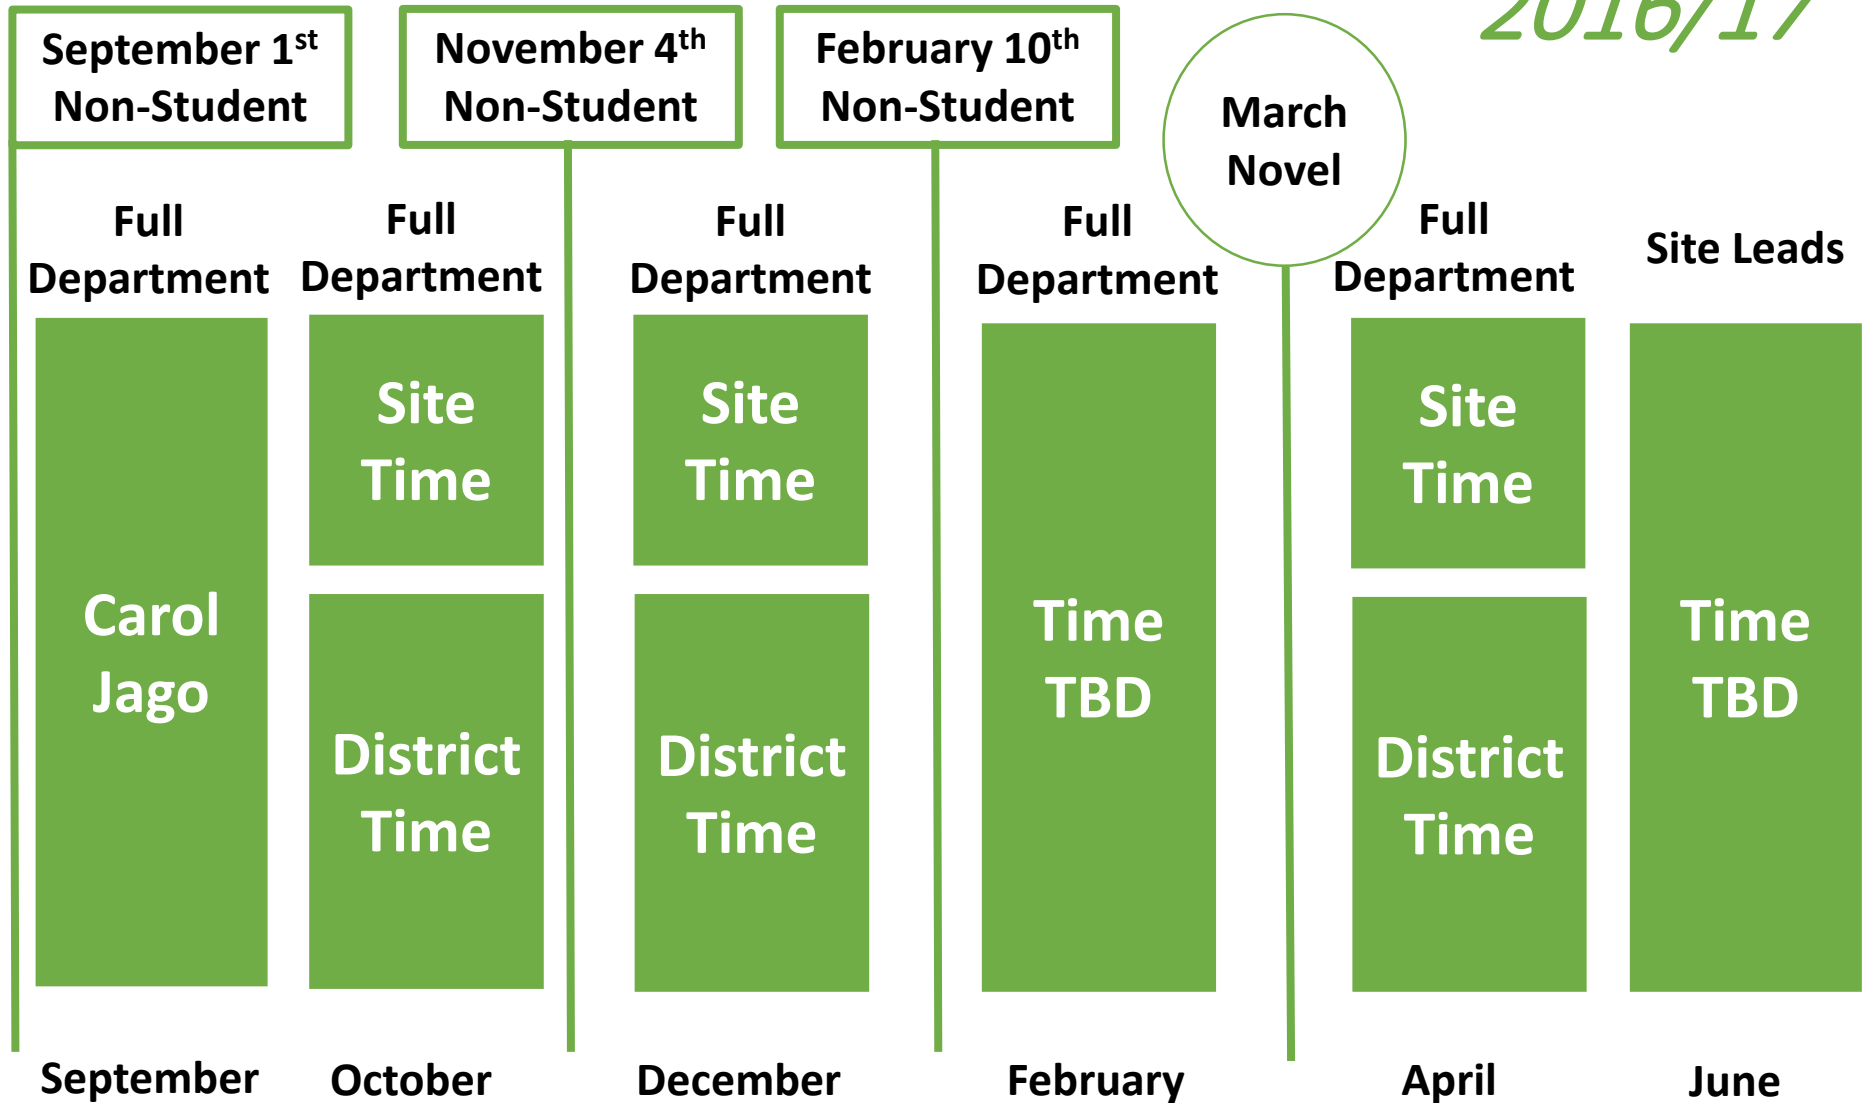 2016/17
September 1st
Non-Student
November 4th
Non-Student
February 10th
Non-Student
March
Novel
Full
Department
Full
Department
Full
Department
Full
Department
Full
Department
Site Leads
Carol
Jago
Site
Time
District
Time
Site
Time
District
Time
Time
TBD
Site
Time
District
Time
Time
TBD
September
October
December
February
April
June